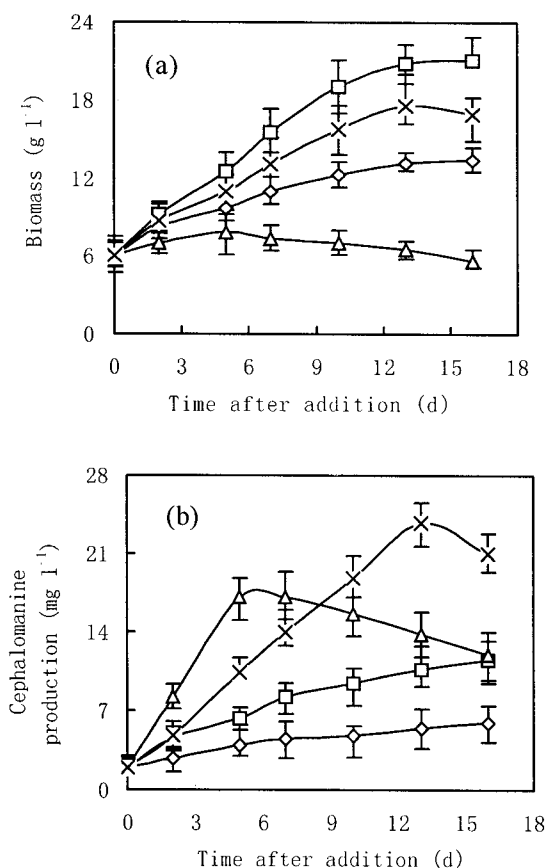 (a)
24
18
12
6
0
Biomass (g l⁻¹)
0 3 6 9 12 15 18
Time after addition (d)
(b)
28
21
14
7
0
Cephalomanine
production (mg l⁻¹)
0 3 6 9 12 15 18
Time after addition (d)